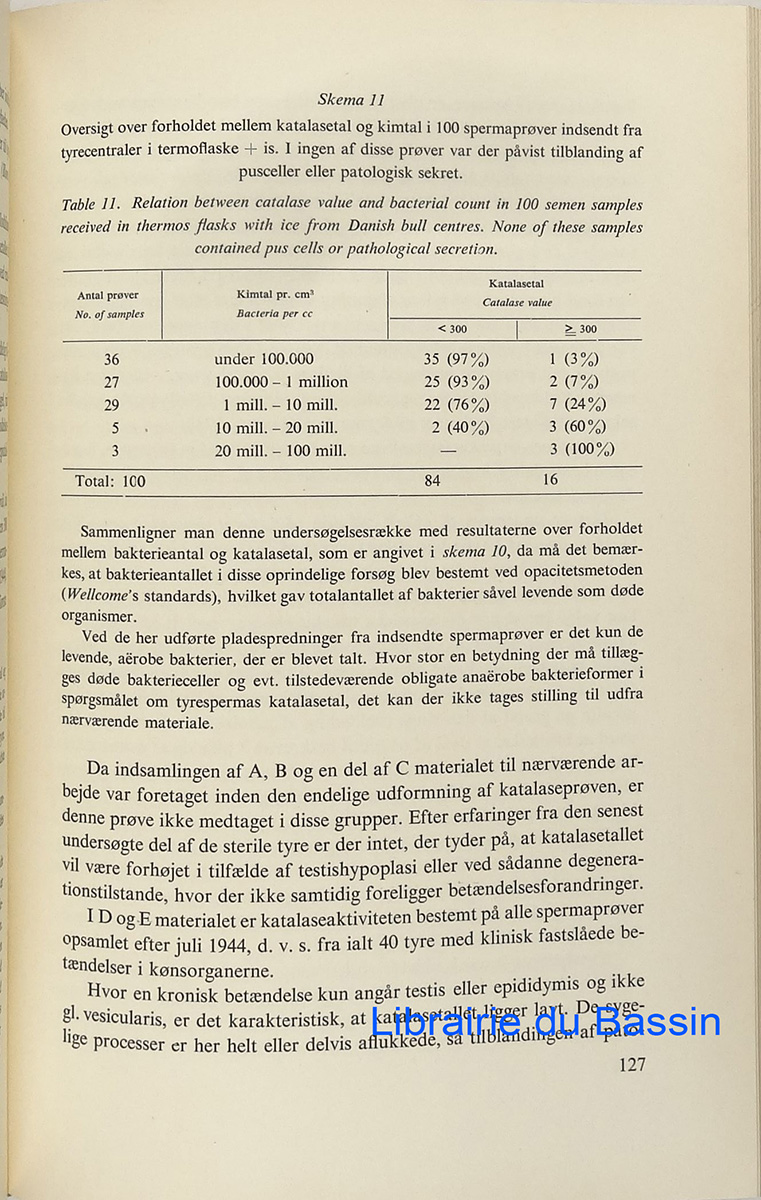 Skema 11
Oversigt over forholdet mellem katalasetal og kimtal i 100 spermaprøver indsendt fra
tyrecentraler i termoflaske + is. I ingen af disse prøver var der påvist tilblanding af
pusceller eller patologisk sekret.
Table 11. Relation between catalase value and bacterial count in 100 semen samples
received in thermos flasks with ice from Danish bull centres. None of these samples
contained pus cells or pathological secretion.
Antal prøver
No. of samples
Kimtal pr. cm³
Bacteria per cc
Katalasetal
Catalase value
< 300 ≥ 300
36 under 100.000 35 (97%) 1 (3%)
27 100.000 – 1 million 25 (93%) 2 (7%)
29 1 mill. – 10 mill. 22 (76%) 7 (24%)
5 10 mill. – 20 mill. 2 (40%) 3 (60%)
3 20 mill. – 100 mill. — 3 (100%)
Total: 100 84 16
Sammenligner man denne undersøgelsesrække med resultaterne over forholdet
mellem bakterieantal og katalasetal, som er angivet i skema 10, da må det bemær-
kes, at bakterieantallet i disse oprindelige forsøg blev bestemt ved opacitetsmetoden
(Wellcome's standards), hvilket gav totalantallet af bakterier såvel levende som døde
organismer.
Ved de her udførte pladespredninger fra indsendte spermaprøver er det kun de
levende, aërobe bakterier, der er blevet talt. Hvor stor en betydning der må tillæg-
ges døde bakterieceller og evt. tilstedeværende obligate anaërobe bakterieformer i
spørgsmålet om tyrespermas katalasetal, det kan der ikke tages stilling til udfra
nærværende materiale.
Da indsamlingen af A, B og en del af C materialet til nærværende ar-
bejde var foretaget inden den endelige udformning af katalaseprøven, er
denne prøve ikke medtaget i disse grupper. Efter erfaringer fra den senest
undersøgte del af de sterile tyre er der intet, der tyder på, at katalasetallet
vil være forhøjet i tilfælde af testishypoplasi eller ved sådanne degenera-
tionstilstande, hvor der ikke samtidig foreligger betændelsesforandringer.
I D og E materialet er katalaseaktiviteten bestemt på alle spermaprøver
opsamlet efter juli 1944, d. v. s. fra ialt 40 tyre med klinisk fastslåede be-
tændelser i kønsorganerne.
Hvor en kronisk betændelse kun angår testis eller epididymis og ikke
gl. vesicularis, er det karakteristisk, at katalasetallet ligger lavt. De syge-
lige processer er her helt eller delvis aflukkede, så tilblandingen af pato-
Librairie du Bassin
127